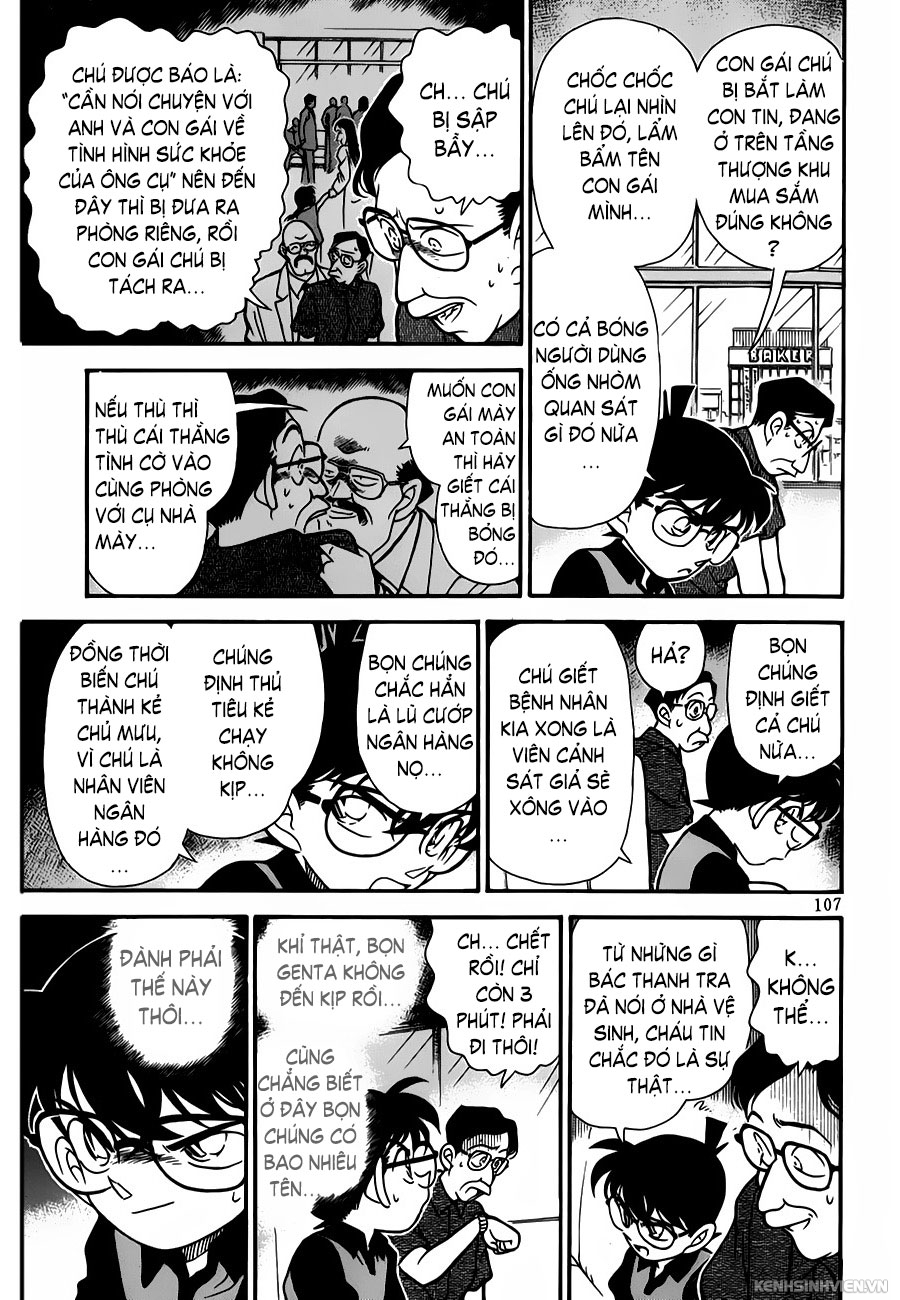 CON GÁI CHÚ
BỊ BẮT LÀM
CON TIN, ĐANG
Ở TRÊN TẦNG
THƯỢNG KHU
MUA SẮM
ĐÚNG KHÔNG
?
CHỐC CHỐC
CHÚ LẠI NHÌN
LÊN ĐÓ, LẨM
BẨM TÊN
CON GÁI
MÌNH...
CÓ CẢ BÓNG
NGƯỜI DÙNG
ỐNG NHÒM
QUAN SÁT
GÌ ĐÓ NỮA
...
BAKER
CH... CHÚ
BỊ SẬP
BẪY...
CHÚ ĐƯỢC BÁO LÀ:
“CẦN NÓI CHUYỆN VỚI
ANH VÀ CON GÁI VỀ
TÌNH HÌNH SỨC KHỎE
CỦA ÔNG CỤ” NÊN ĐẾN
ĐÂY THÌ BỊ ĐƯA RA
PHÒNG RIÊNG, RỒI
CON GÁI CHÚ BỊ
TÁCH RA...
MUỐN CON
GÁI MÀY
AN TOÀN
THÌ HÃY
GIẾT CÁI
THẰNG BỊ
BỎNG
ĐÓ...
NẾU THÙ THÌ
THÙ CÁI THẰNG
TÌNH CỜ VÀO
CÙNG PHÒNG
VỚI CỤ NHÀ
MÀY...
BỌN
CHÚNG
ĐỊNH GIẾT
CẢ CHÚ
NỮA...
HẢ?
CHÚ GIẾT
BỆNH NHÂN
KIA XONG LÀ
VIÊN CẢNH
SÁT GIẢ SẼ
XÔNG VÀO
...
BỌN CHÚNG
CHẮC HẲN
LÀ LŨ CƯỚP
NGÂN HÀNG
NỌ...
CHÚNG
ĐỊNH THỦ
TIÊU KẺ
CHẠY
KHÔNG
KỊP...
ĐỒNG THỜI
BIẾN CHÚ
THÀNH KẺ
CHỦ MƯU,
VÌ CHÚ LÀ
NHÂN VIÊN
NGÂN
HÀNG ĐÓ
...
107
K...
KHÔNG
THỂ...
TỪ NHỮNG GÌ
BÁC THANH TRA
ĐÃ NÓI Ở NHÀ VỆ
SINH, CHÁU TIN
CHẮC ĐÓ LÀ SỰ
THẬT...
CH... CHẾT
RỒI! CHỈ
CÒN 3
PHÚT! PHẢI
ĐI THÔI!
KHỈ THẬT, BỌN
GENTA KHÔNG
ĐẾN KỊP RỒI...
CŨNG
CHẲNG BIẾT
Ở ĐÂY BỌN
CHÚNG CÓ
BAO NHIÊU
TÊN...
ĐÀNH PHẢI
THẾ NÀY
THÔI...
KENHSINHVIEN.VN